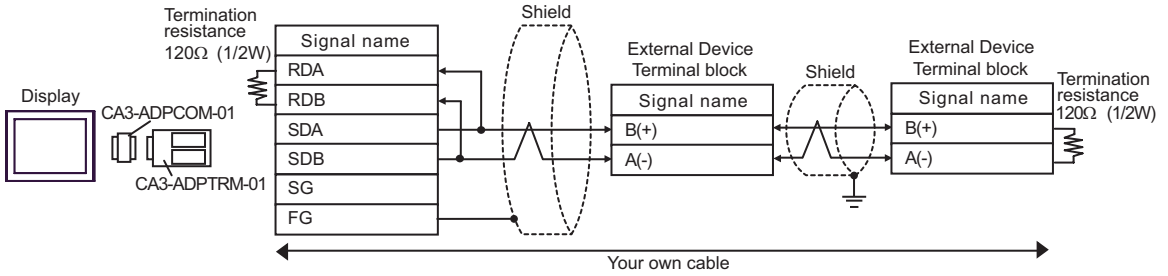 Display
CA3-ADPCOM-01
CA3-ADPTRM-01
Termination
resistance
120Ω (1/2W)
Signal name
RDA
RDB
SDA
SDB
SG
FG
Shield
External Device
Terminal block
Signal name
B(+)
A(-)
Shield
External Device
Terminal block
Signal name
B(+)
A(-)
Termination
resistance
120Ω (1/2W)
Your own cable